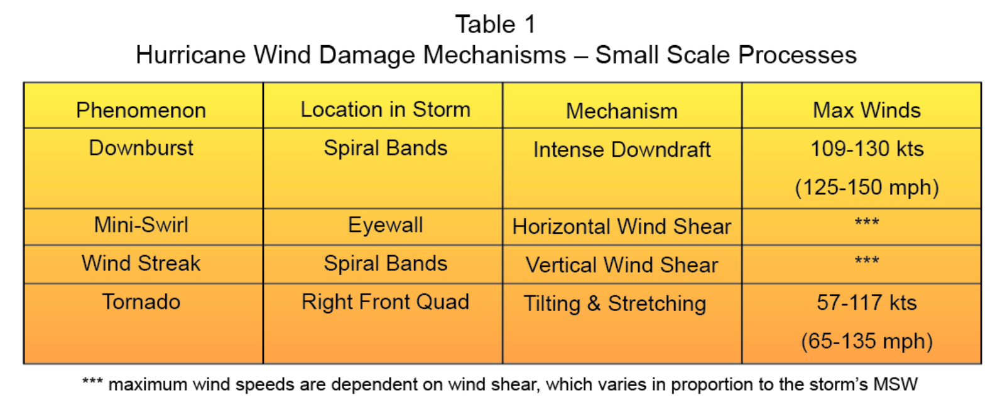 Table 1
Hurricane Wind Damage Mechanisms – Small Scale Processes
Phenomenon Location in Storm Mechanism Max Winds
Downburst Spiral Bands Intense Downdraft 109-130 kts
(125-150 mph)
Mini-Swirl Eyewall Horizontal Wind Shear ***
Wind Streak Spiral Bands Vertical Wind Shear ***
Tornado Right Front Quad Tilting & Stretching 57-117 kts
(65-135 mph)
*** maximum wind speeds are dependent on wind shear, which varies in proportion to the storm’s MSW